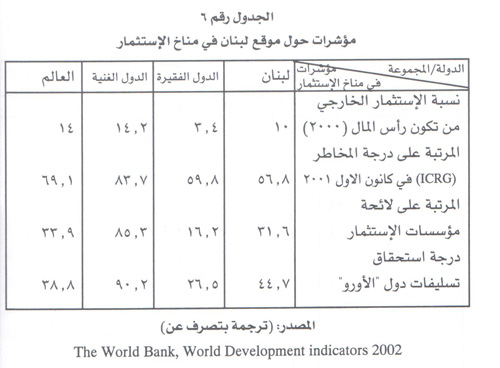 الجدول رقم ٦
مؤشرات حول موقع لبنان في مناخ الإستثمار
الدولة/المجموعة مؤشرات في مناخ الإستثمار لبنان الدول الفقيرة الدول الغنية العالم
نسبة الإستثمار الخارجي
من تكون رأس المال (٢٠٠٠) ١٠ ٣,٤ ١٤,٢ ١٤
المرتبة على درجة المخاطر
(ICRG) في كانون الاول ٢٠٠١ ٥٦,٨ ٥٩,٨ ٨٣,٧ ٦٩,١
المرتبة على لائحة
مؤسسات الإستثمار ٣١,٦ ١٦,٢ ٨٥,٣ ٣٣,٩
درجة استحقاق
تسليفات دول "الأورو" ٤٤,٧ ٢٦,٥ ٩٠,٢ ٣٨,٨
المصدر: (ترجمة بتصرف عن)
The World Bank, World Development indicators 2002